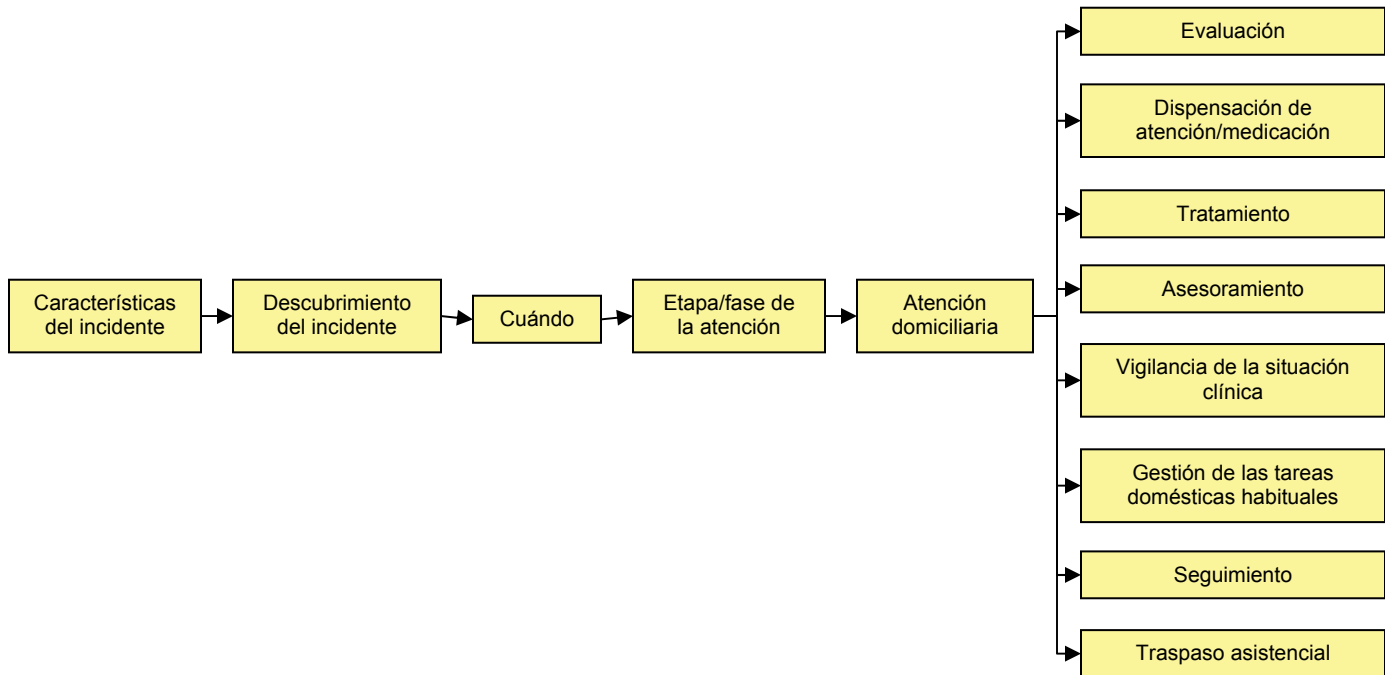 Características
del incidente
Descubrimiento
del incidente
Cuándo
Etapa/fase de
la atención
Atención
domiciliaria
Evaluación
Dispensación de
atención/medicación
Tratamiento
Asesoramiento
Vigilancia de la situación
clínica
Gestión de las tareas
domésticas habituales
Seguimiento
Traspaso asistencial